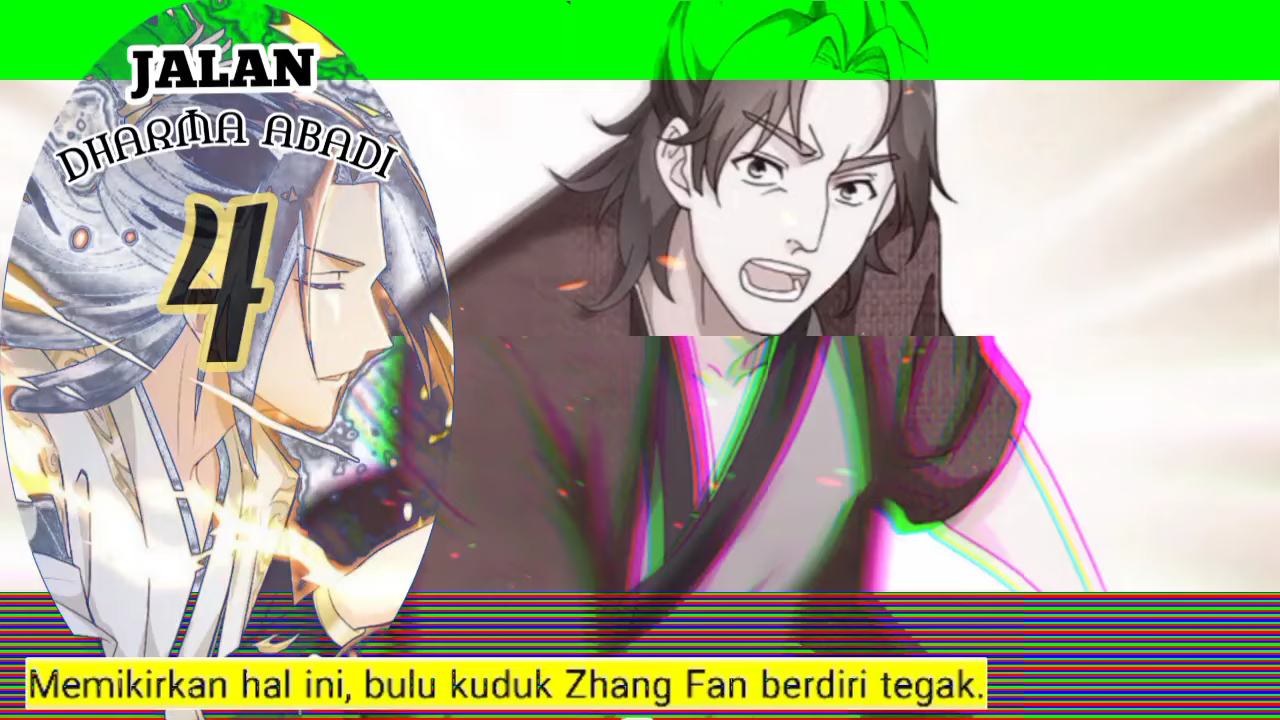 JALAN
DHARMA ABADI
4
Memikirkan hal ini, bulu kuduk Zhang Fan berdiri tegak.